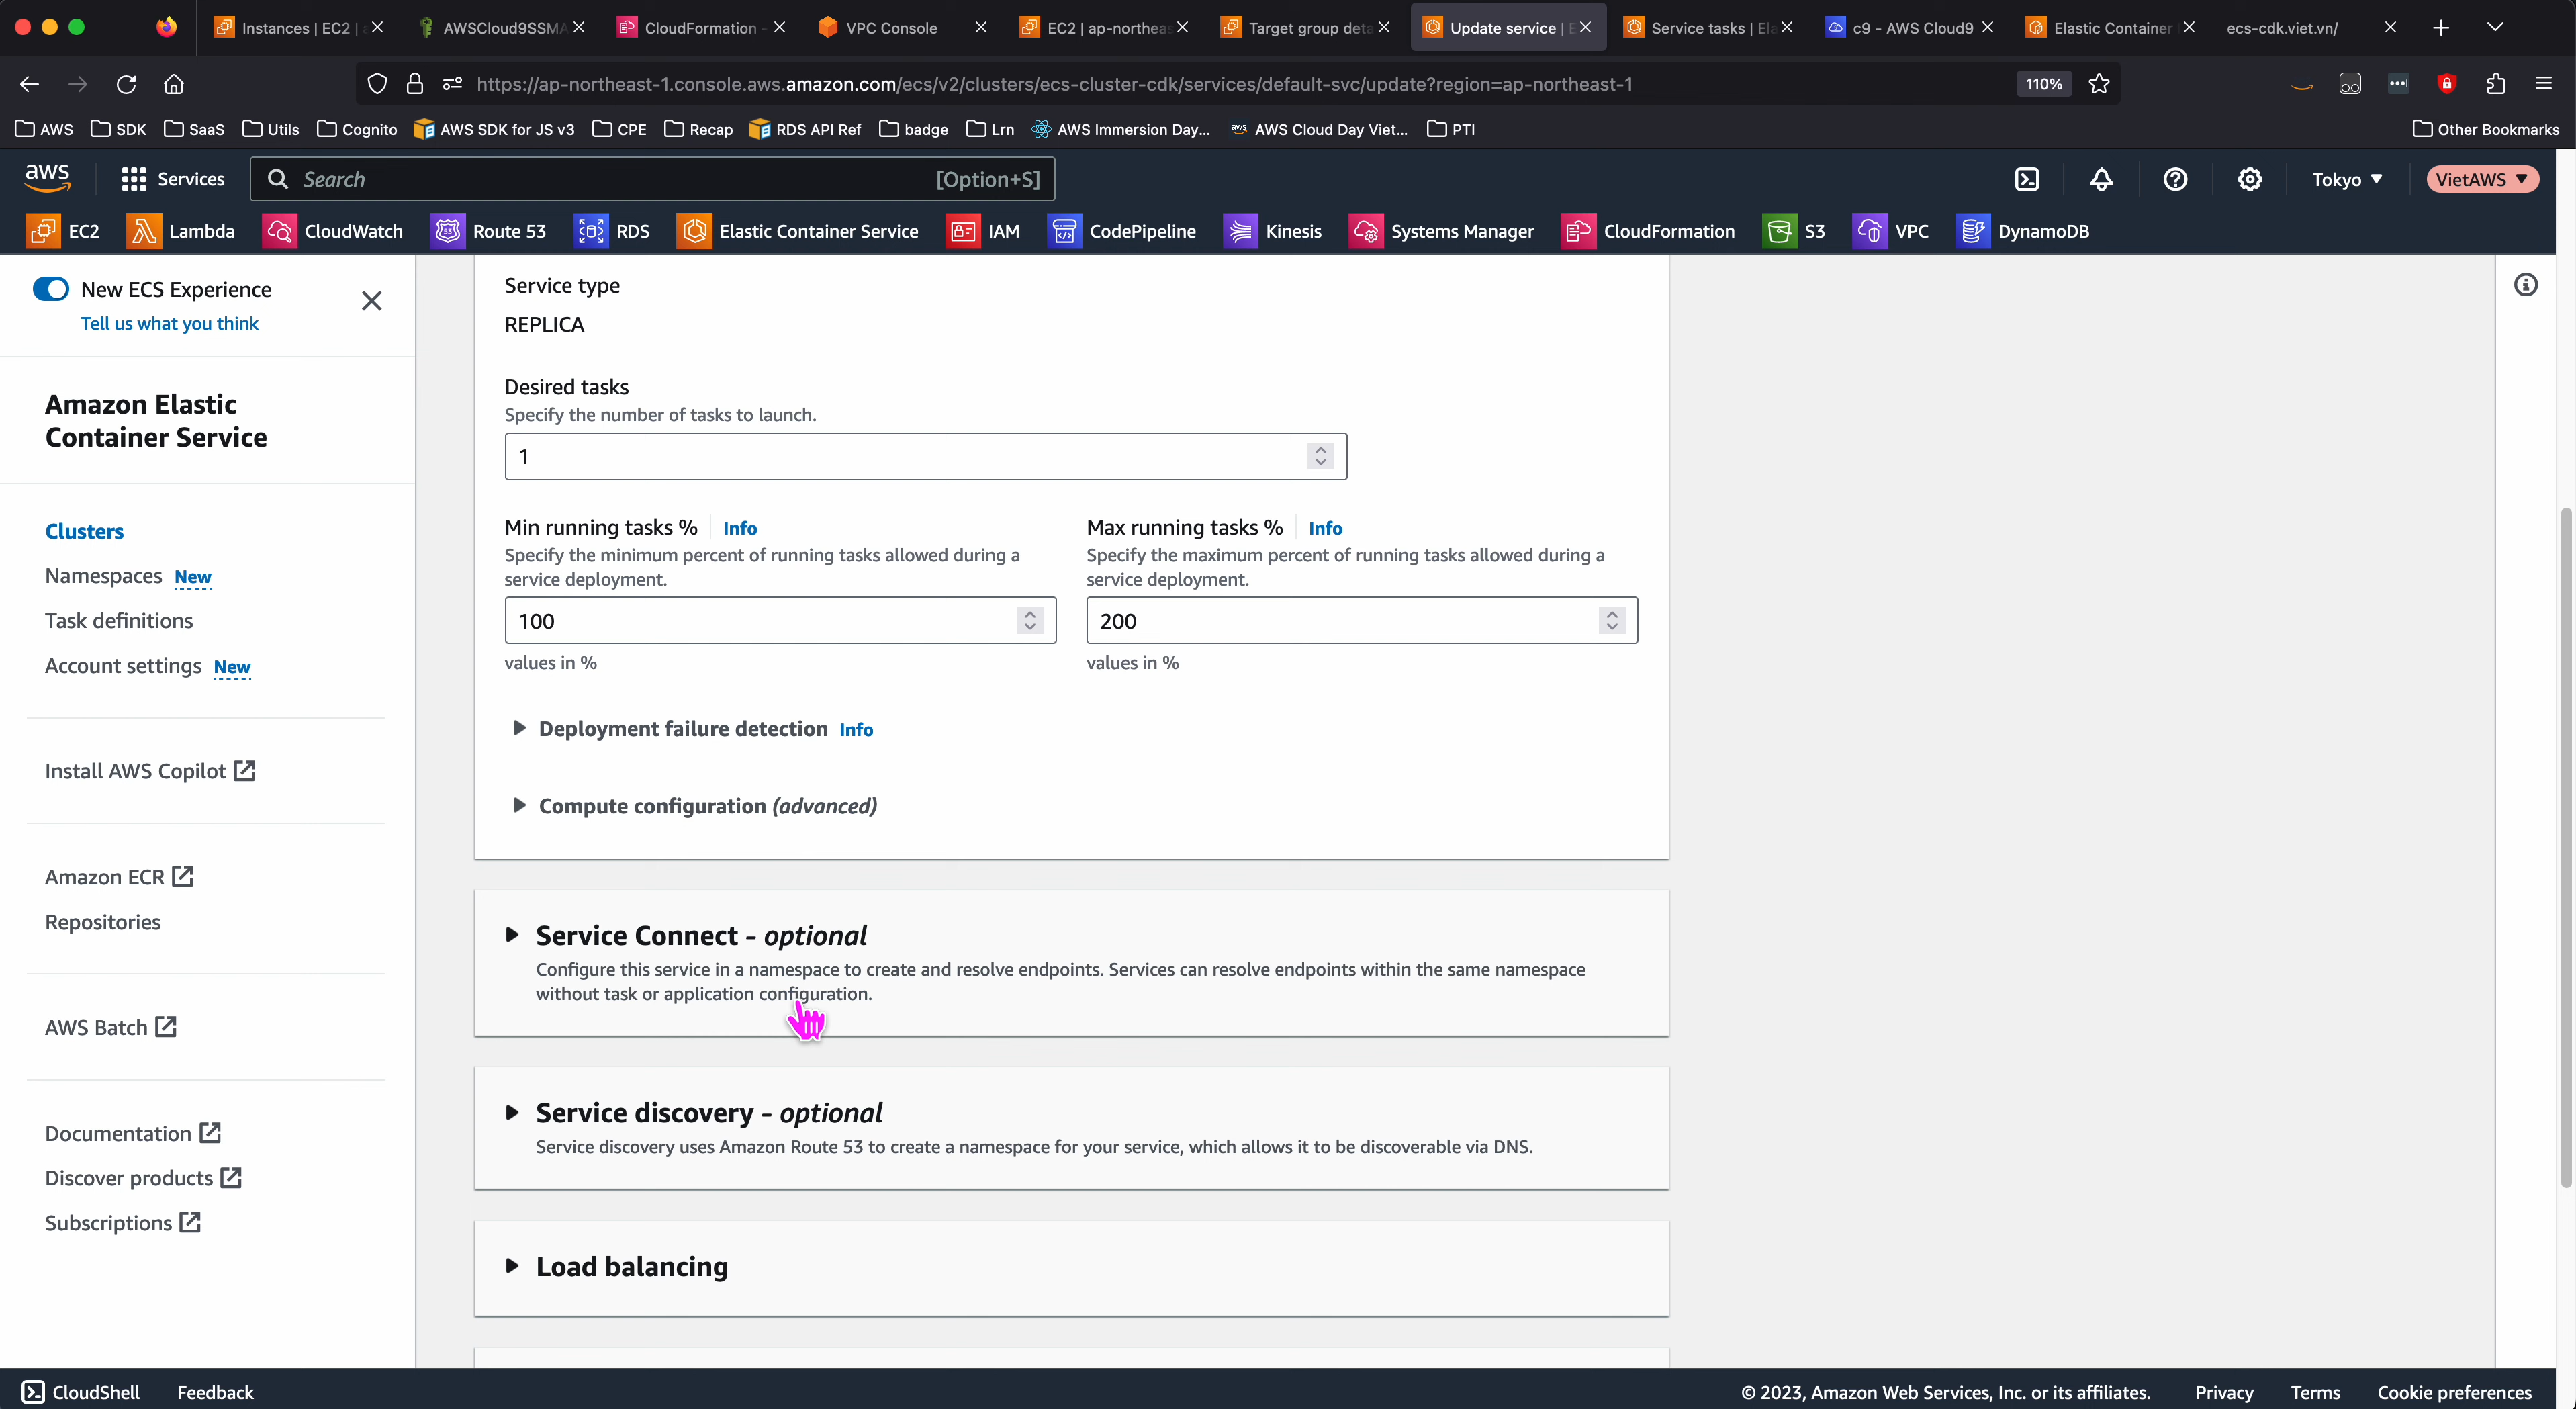 Instances | EC2 |
AWSCloud9SSMA
CloudFormation -
VPC Console
EC2 | ap-northeas
Target group deta
Update service | E
Service tasks | Ela
c9 - AWS Cloud9
Elastic Container
ecs-cdk.viet.vn/
https://ap-northeast-1.console.aws.amazon.com/ecs/v2/clusters/ecs-cluster-cdk/services/default-svc/update?region=ap-northeast-1
110%
AWS
SDK
SaaS
Utils
Cognito
AWS SDK for JS v3
CPE
Recap
RDS API Ref
badge
Lrn
AWS Immersion Day...
aws
AWS Cloud Day Viet...
PTI
Other Bookmarks
aws
Services
Search
[Option+S]
Tokyo
VietAWS
EC2
Lambda
CloudWatch
Route 53
RDS
Elastic Container Service
IAM
CodePipeline
Kinesis
Systems Manager
CloudFormation
S3
VPC
DynamoDB
New ECS Experience
Tell us what you think
Amazon Elastic
Container Service
Clusters
Namespaces New
Task definitions
Account settings New
Install AWS Copilot
Amazon ECR
Repositories
AWS Batch
Documentation
Discover products
Subscriptions
Service type
REPLICA
Desired tasks
Specify the number of tasks to launch.
1
Min running tasks % Info
Specify the minimum percent of running tasks allowed during a
service deployment.
100
values in %
Max running tasks % Info
Specify the maximum percent of running tasks allowed during a
service deployment.
200
values in %
Deployment failure detection Info
Compute configuration (advanced)
Service Connect - optional
Configure this service in a namespace to create and resolve endpoints. Services can resolve endpoints within the same namespace
without task or application configuration.
Service discovery - optional
Service discovery uses Amazon Route 53 to create a namespace for your service, which allows it to be discoverable via DNS.
Load balancing
CloudShell
Feedback
© 2023, Amazon Web Services, Inc. or its affiliates.
Privacy
Terms
Cookie preferences